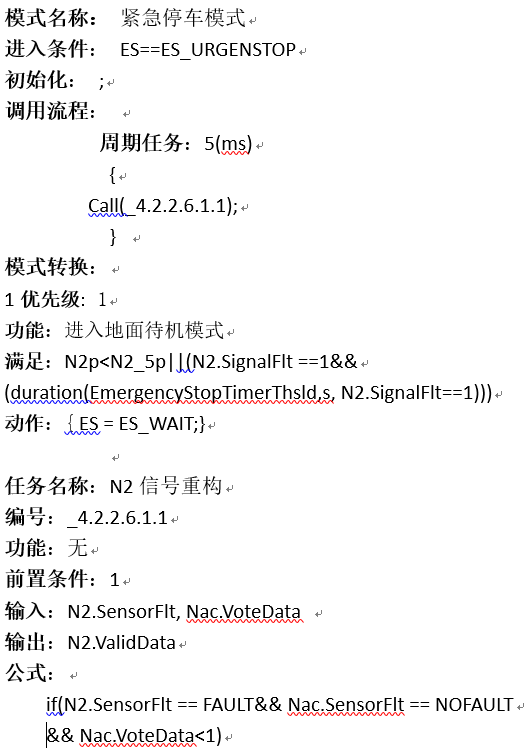 模式名称： 紧急停车模式
进入条件： ES==ES_URGENSTOP
初始化： ;
调用流程：
周期任务：5(ms)
{
Call(_4.2.2.6.1.1);
}
模式转换：
1 优先级: 1
功能：进入地面待机模式
满足：N2p<N2_5p||(N2.SignalFlt ==1&&
(duration(EmergencyStopTimerThsld,s, N2.SignalFlt==1)))
动作：{ ES = ES_WAIT;}
任务名称：N2 信号重构
编号：_4.2.2.6.1.1
功能：无
前置条件：1
输入：N2.SensorFlt, Nac.VoteData
输出：N2.ValidData
公式：
if(N2.SensorFlt == FAULT&& Nac.SensorFlt == NOFAULT
&& Nac.VoteData<1)